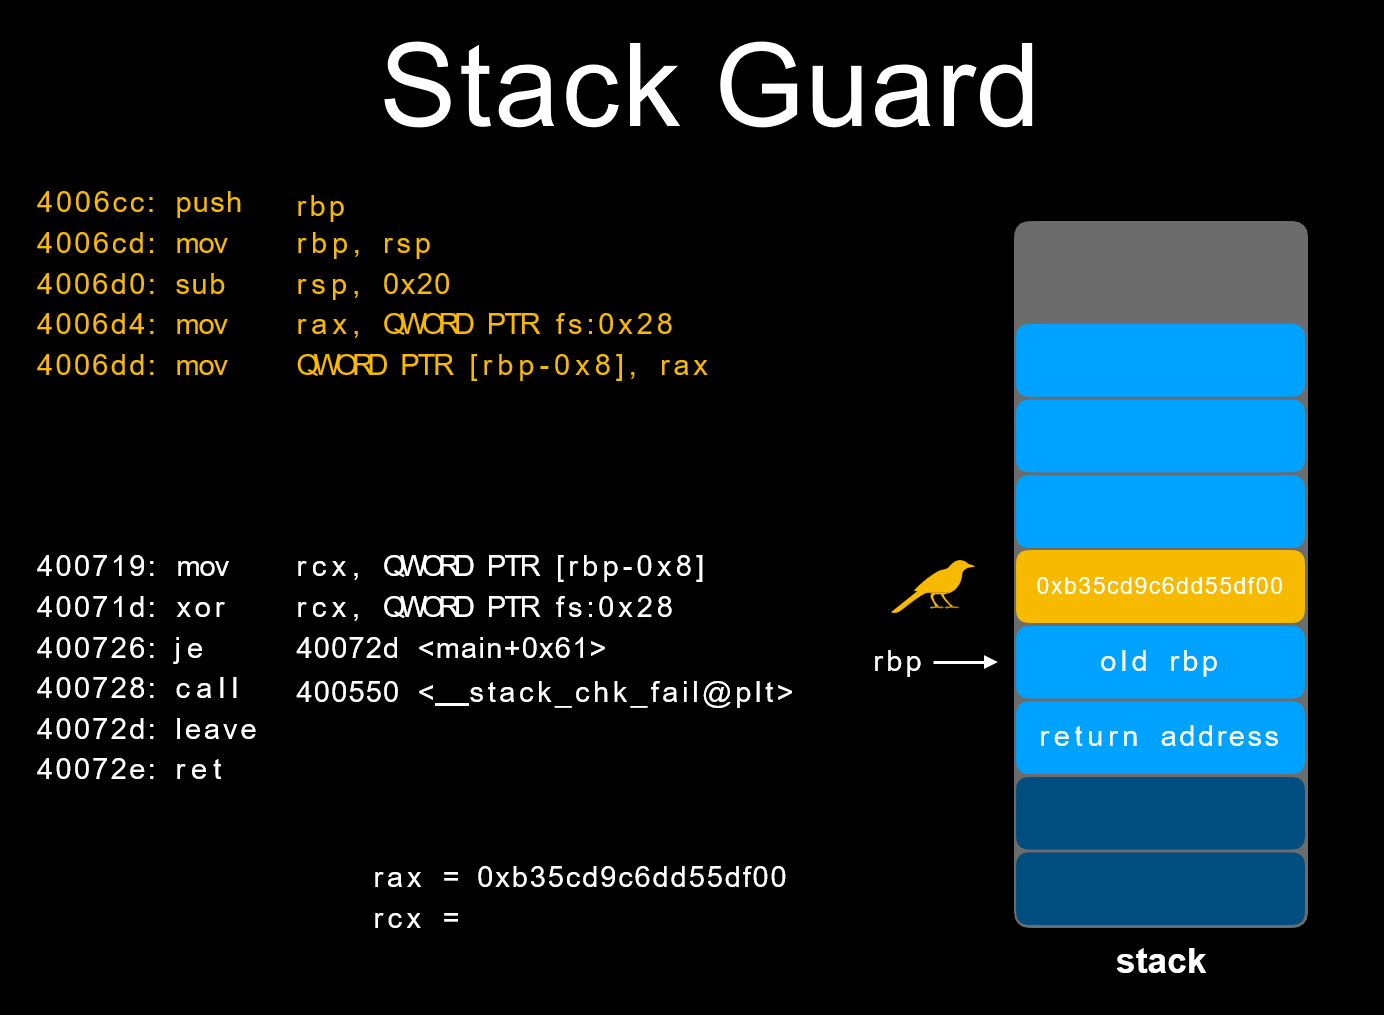 Stack Guard
4006cc: push rbp
4006cd: mov rbp, rsp
4006d0: sub rsp, 0x20
4006d4: mov rax, QWORD PTR fs:0x28
4006dd: mov QWORD PTR [rbp-0x8], rax
400719: mov rcx, QWORD PTR [rbp-0x8]
40071d: xor rcx, QWORD PTR fs:0x28
400726: je 40072d <main+0x61>
400728: call 400550 <__stack_chk_fail@plt>
40072d: leave
40072e: ret
rax = 0xb35cd9c6dd55df00
rcx =
0xb35cd9c6dd55df00
rbp
old rbp
return address
stack